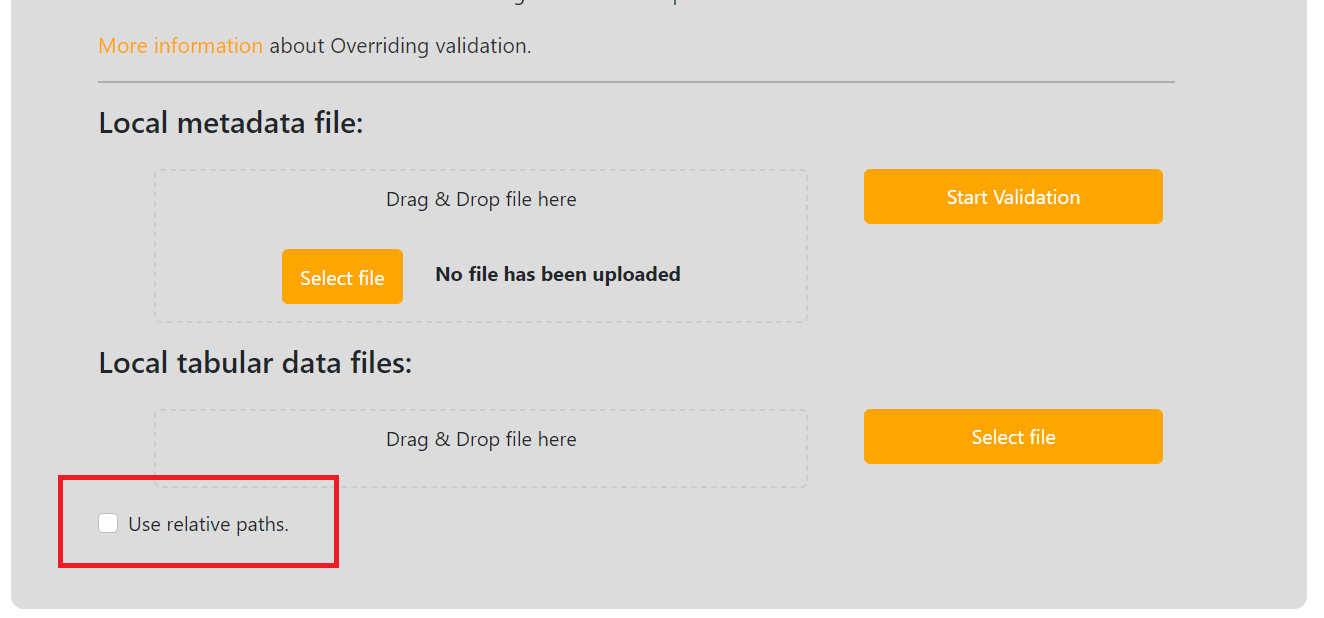 More information about Overriding validation.
Local metadata file:
Drag & Drop file here
Start Validation
Select file
No file has been uploaded
Local tabular data files:
Drag & Drop file here
Select file
Use relative paths.